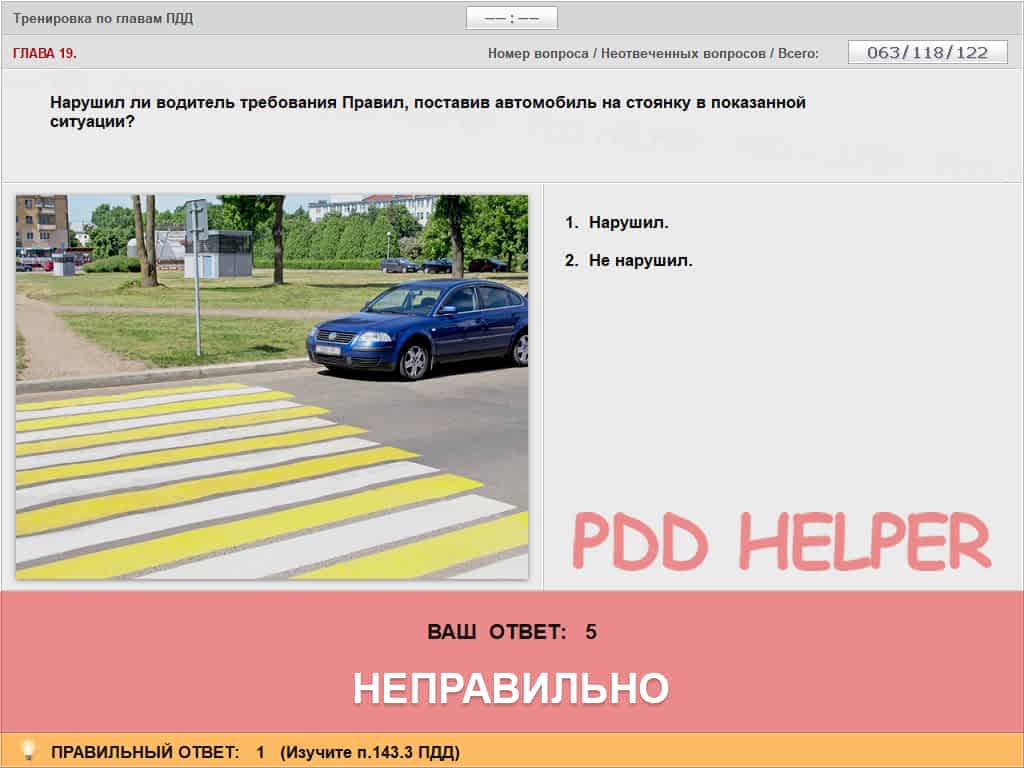 Тренировка по главам ПДД
—— : ——
ГЛАВА 19.
Номер вопроса / Неотвеченных вопросов / Всего:
063/118/122
Нарушил ли водитель требования Правил, поставив автомобиль на стоянку в показанной
ситуации?
1. Нарушил.
2. Не нарушил.
PDD HELPER
ВАШ ОТВЕТ: 5
НЕПРАВИЛЬНО
ПРАВИЛЬНЫЙ ОТВЕТ: 1 (Изучите п.143.3 ПДД)